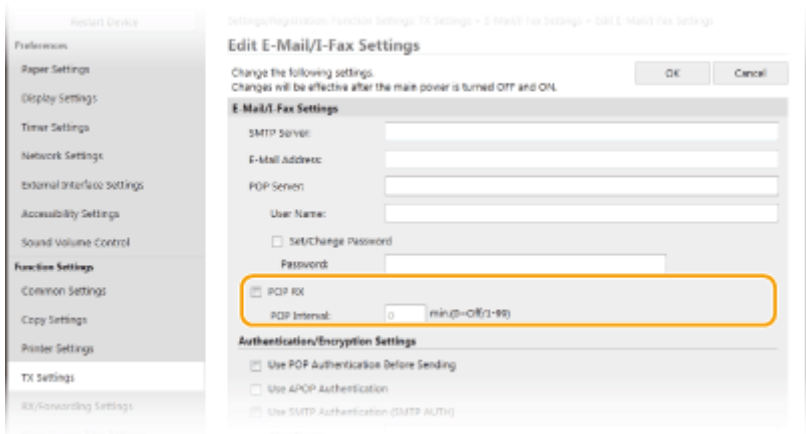 Restart Device
Settings/Registration: Function Settings: TX Settings > E-Mail/I-Fax Settings > Edit E-Mail/I-Fax Settings
Preferences
Edit E-Mail/I-Fax Settings
Paper Settings
Change the following settings.
Changes will be effective after the main power is turned OFF and ON.
OK
Cancel
Display Settings
E-Mail/I-Fax Settings
Timer Settings
SMTP Server:
Network Settings
E-Mail Address:
External Interface Settings
POP Server:
Accessibility Settings
User Name:
Sound Volume Control
Set/Change Password
Function Settings
Password:
Common Settings
POP RX
Copy Settings
POP Interval:
0
min.(0=Off/1-99)
Printer Settings
Authentication/Encryption Settings
TX Settings
Use POP Authentication Before Sending
Use APOP Authentication
RX/Forwarding Settings
Use SMTP Authentication (SMTP AUTH)